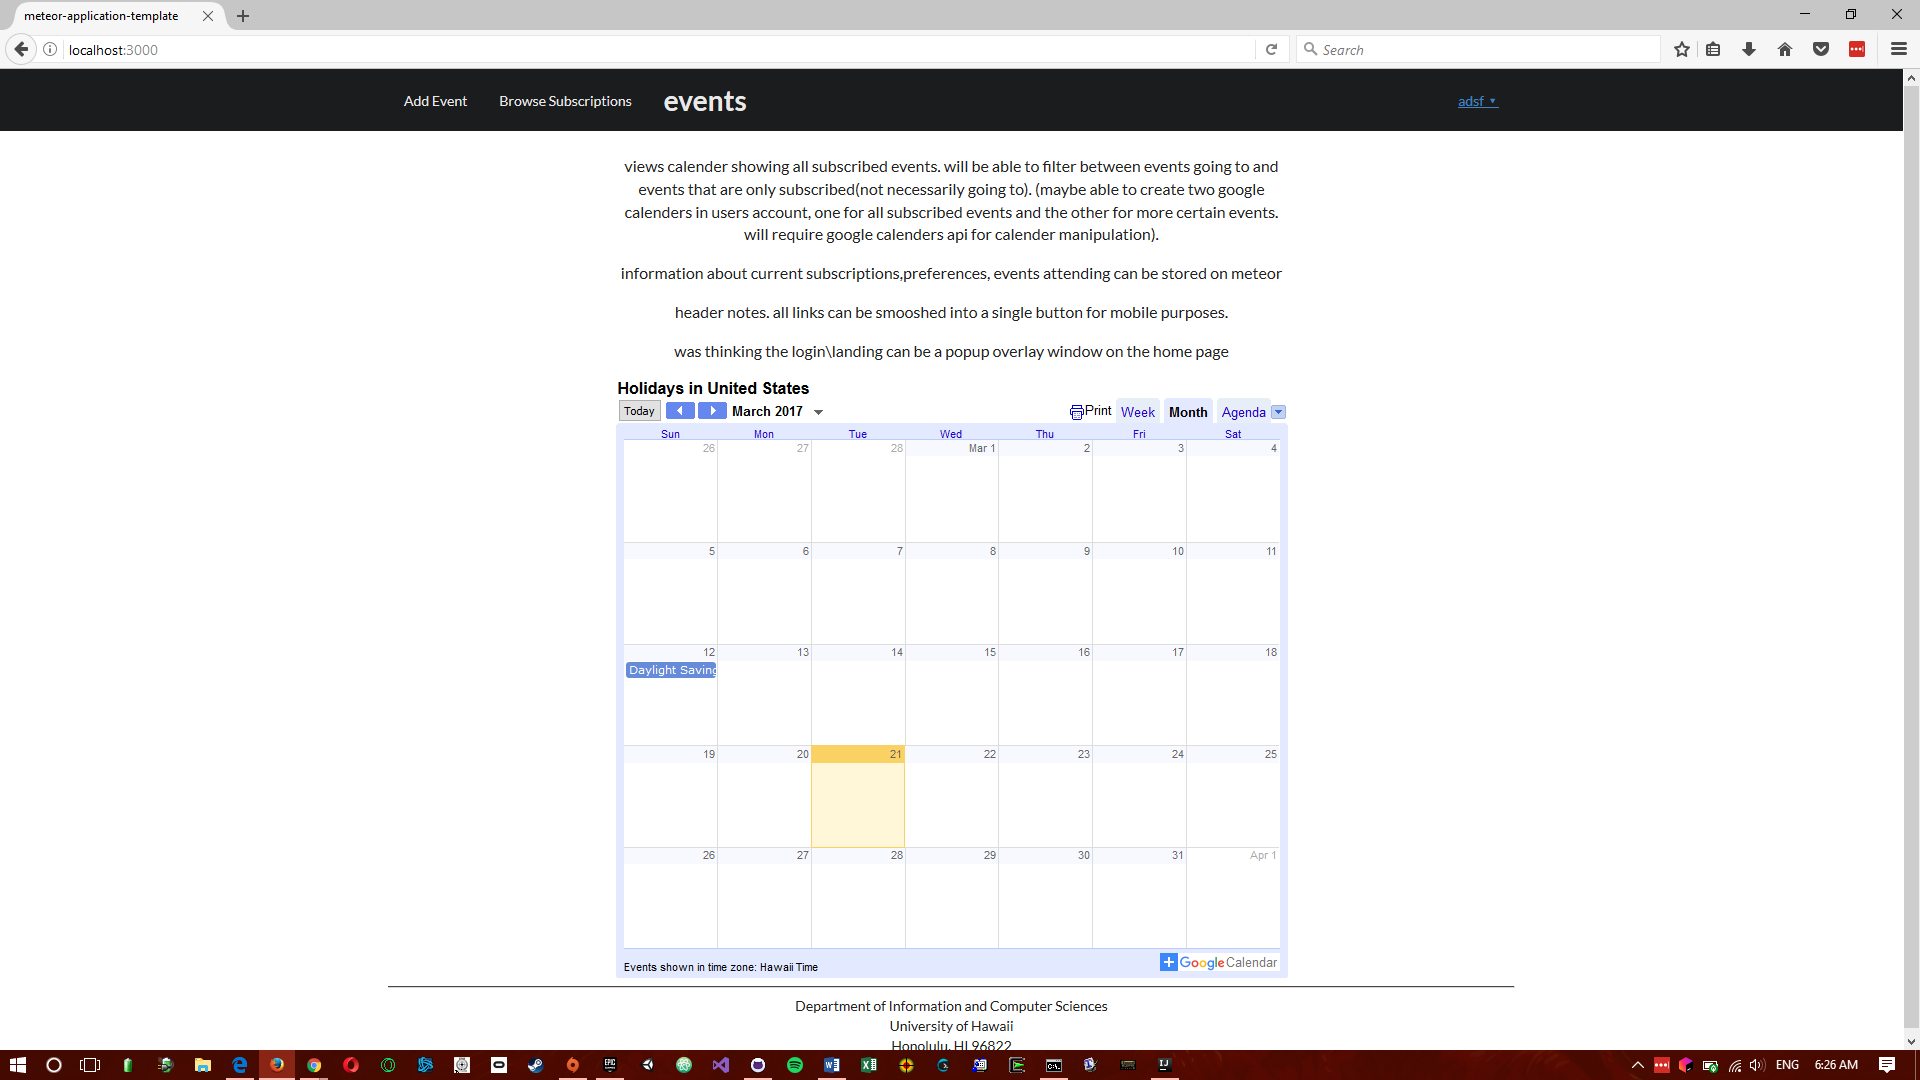 meteor-application-template
localhost:3000
Search
Add Event Browse Subscriptions events adsf
views calender showing all subscribed events. will be able to filter between events going to and
events that are only subscribed(not necessarily going to). (maybe able to create two google
calenders in users account, one for all subscribed events and the other for more certain events.
will require google calenders api for calender manipulation).
information about current subscriptions,preferences, events attending can be stored on meteor
header notes. all links can be smooshed into a single button for mobile purposes.
was thinking the login\landing can be a popup overlay window on the home page
Holidays in United States
Today March 2017 Print Week Month Agenda
Sun Mon Tue Wed Thu Fri Sat
26 27 28 Mar 1 2 3 4
5 6 7 8 9 10 11
12 13 14 15 16 17 18
Daylight Saving
19 20 21 22 23 24 25
26 27 28 29 30 31 Apr 1
Events shown in time zone: Hawaii Time
Google Calendar
Department of Information and Computer Sciences
University of Hawaii
Honolulu, HI 96822
ENG 6:26 AM